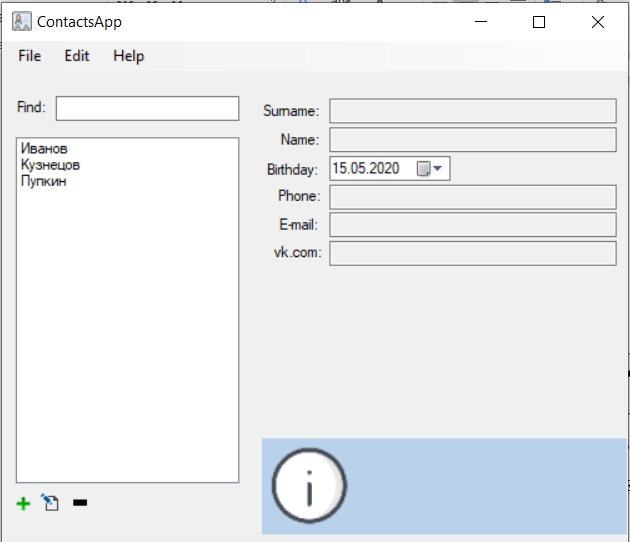 ContactsApp
File Edit Help
Find:
Иванов
Кузнецов
Пупкин
Surname:
Name:
Birthday: 15.05.2020
Phone:
E-mail:
vk.com:
i